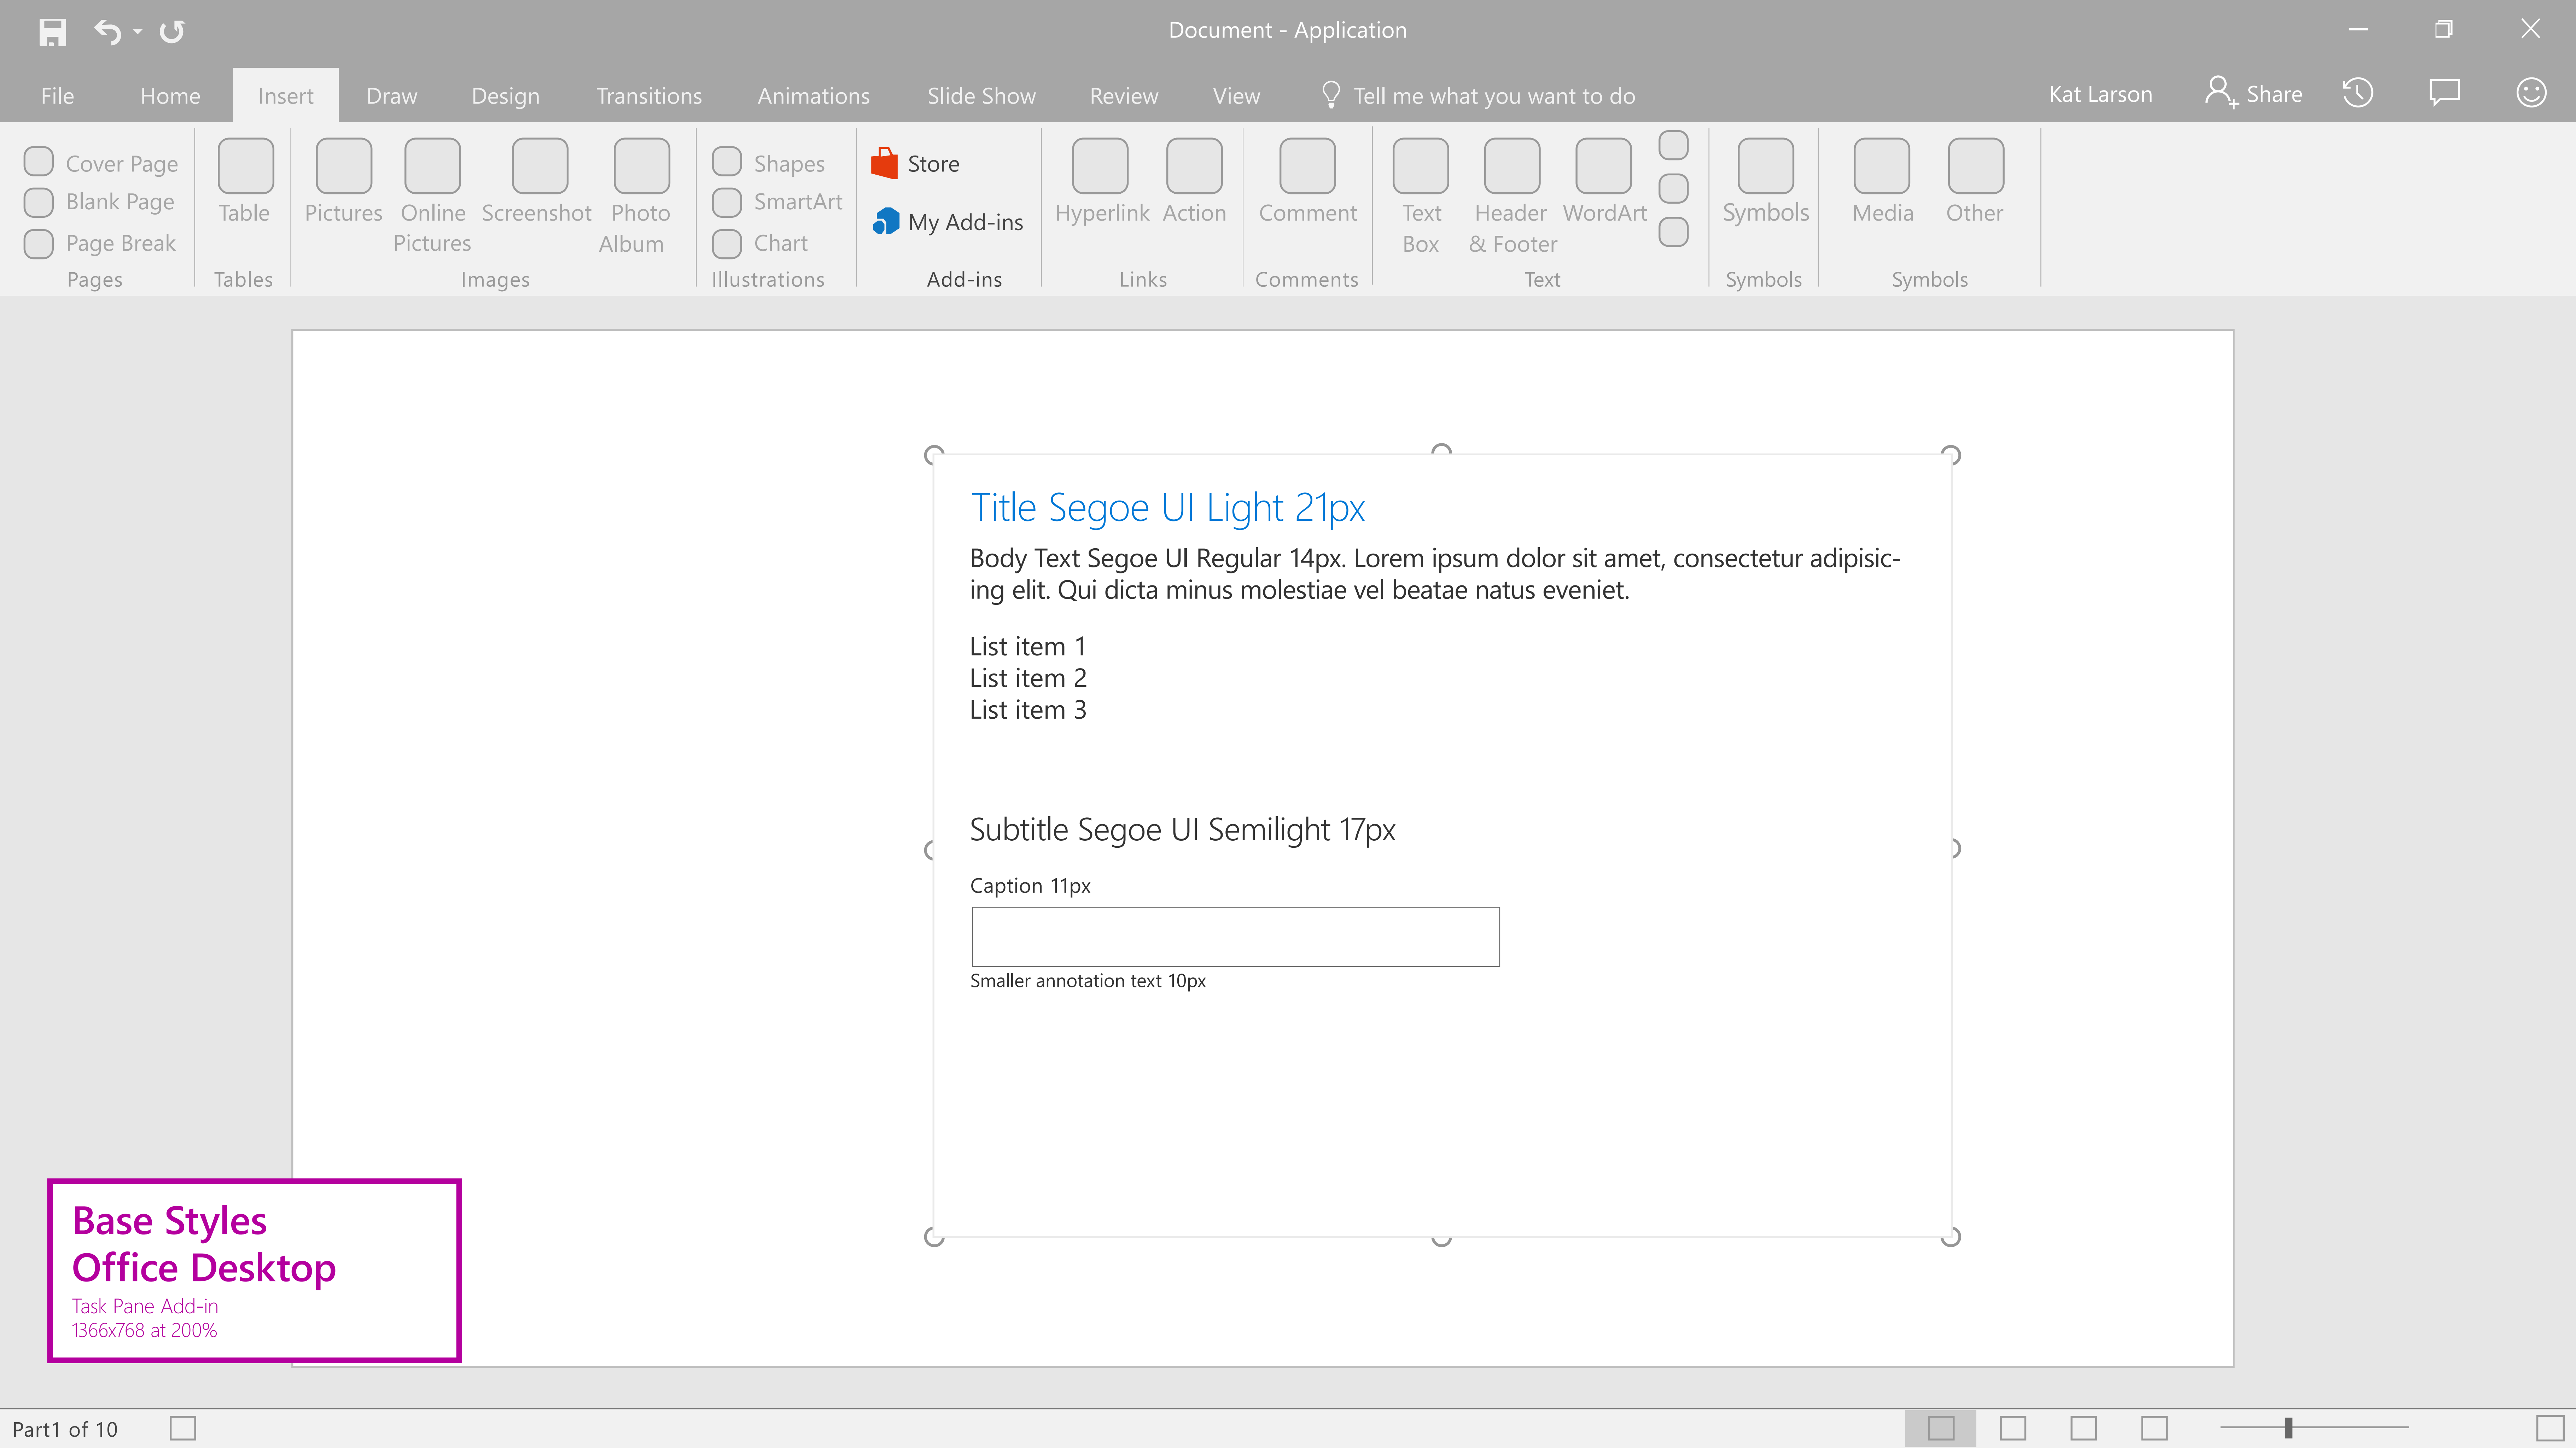 Document - Application
File Home Insert Draw Design Transitions Animations Slide Show Review View Tell me what you want to do Kat Larson Share
Cover Page
Blank Page
Page Break
Pages
Table
Tables
Pictures
Online
Pictures
Screenshot
Photo
Album
Images
Shapes
SmartArt
Chart
Illustrations
Store
My Add-ins
Add-ins
Hyperlink
Action
Links
Comment
Comments
Text
Box
Header
& Footer
WordArt
Text
Symbols
Symbols
Media
Other
Symbols
Title Segoe UI Light 21px
Body Text Segoe UI Regular 14px. Lorem ipsum dolor sit amet, consectetur adipisic-
ing elit. Qui dicta minus molestiae vel beatae natus eveniet.
List item 1
List item 2
List item 3
Subtitle Segoe UI Semilight 17px
Caption 11px
Smaller annotation text 10px
Base Styles
Office Desktop
Task Pane Add-in
1366x768 at 200%
Part1 of 10